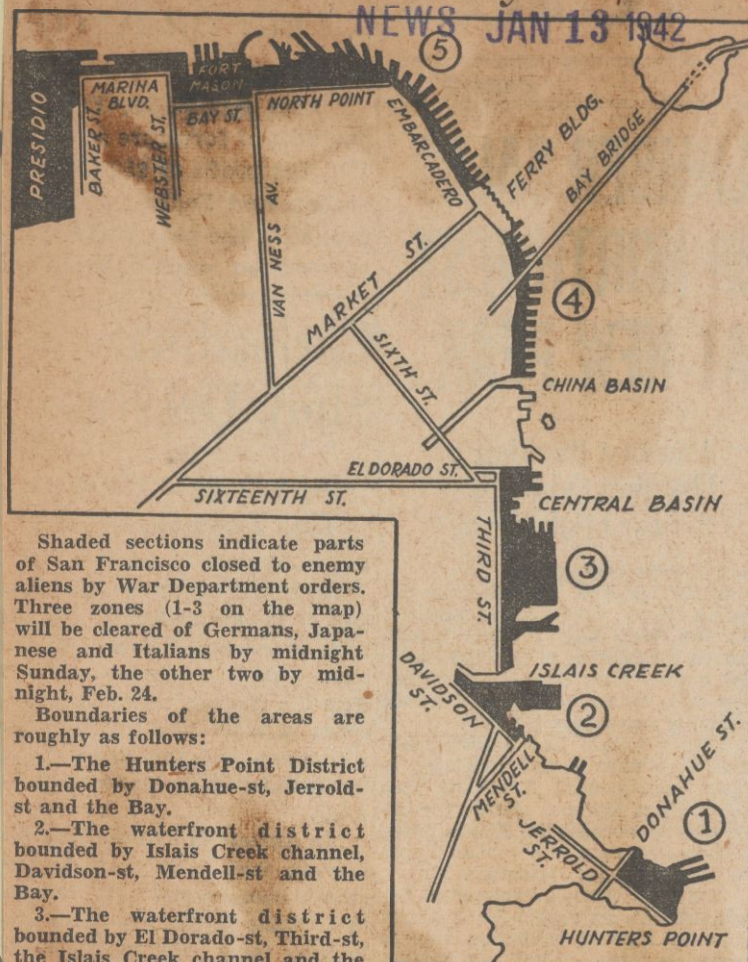 NEWS JAN 13 1942
5
FORT
MASON
MARINA
BLVD.
NORTH POINT
BAY ST.
PRESIDIO
BAKER ST.
WEBSTER ST.
EMBARCADERO
FERRY BLDG.
BAY BRIDGE
VAN NESS AV.
MARKET ST.
4
SIXTH ST.
CHINA BASIN
EL DORADO ST.
SIXTEENTH ST.
CENTRAL BASIN
THIRD ST.
3
ISLAIS CREEK
DAVIDSON
ST.
2
MENDELL
ST.
DONAHUE ST.
1
JERROLD
ST.
HUNTERS POINT
Shaded sections indicate parts
of San Francisco closed to enemy
aliens by War Department orders.
Three zones (1-3 on the map)
will be cleared of Germans, Japa-
nese and Italians by midnight
Sunday, the other two by mid-
night, Feb. 24.
Boundaries of the areas are
roughly as follows:
1.—The Hunters Point District
bounded by Donahue-st, Jerrold-
st and the Bay.
2.—The waterfront district
bounded by Islais Creek channel,
Davidson-st, Mendell-st and the
Bay.
3.—The waterfront district
bounded by El Dorado-st, Third-st,
the Islais Creek channel and the